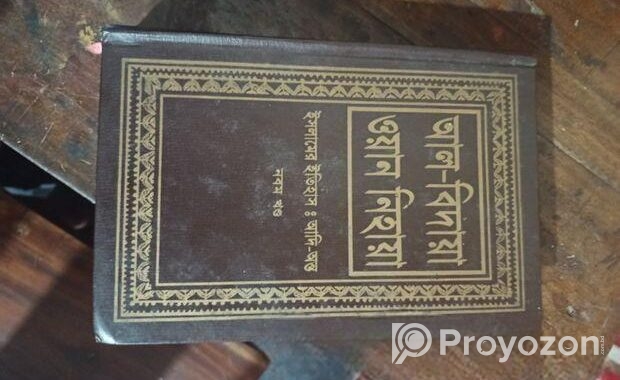 আল-বিদায়া
ওয়ান নিহায়া
ইসলামের ইতিহাস : আদি-অন্ত
নবম খণ্ড
Proyozon